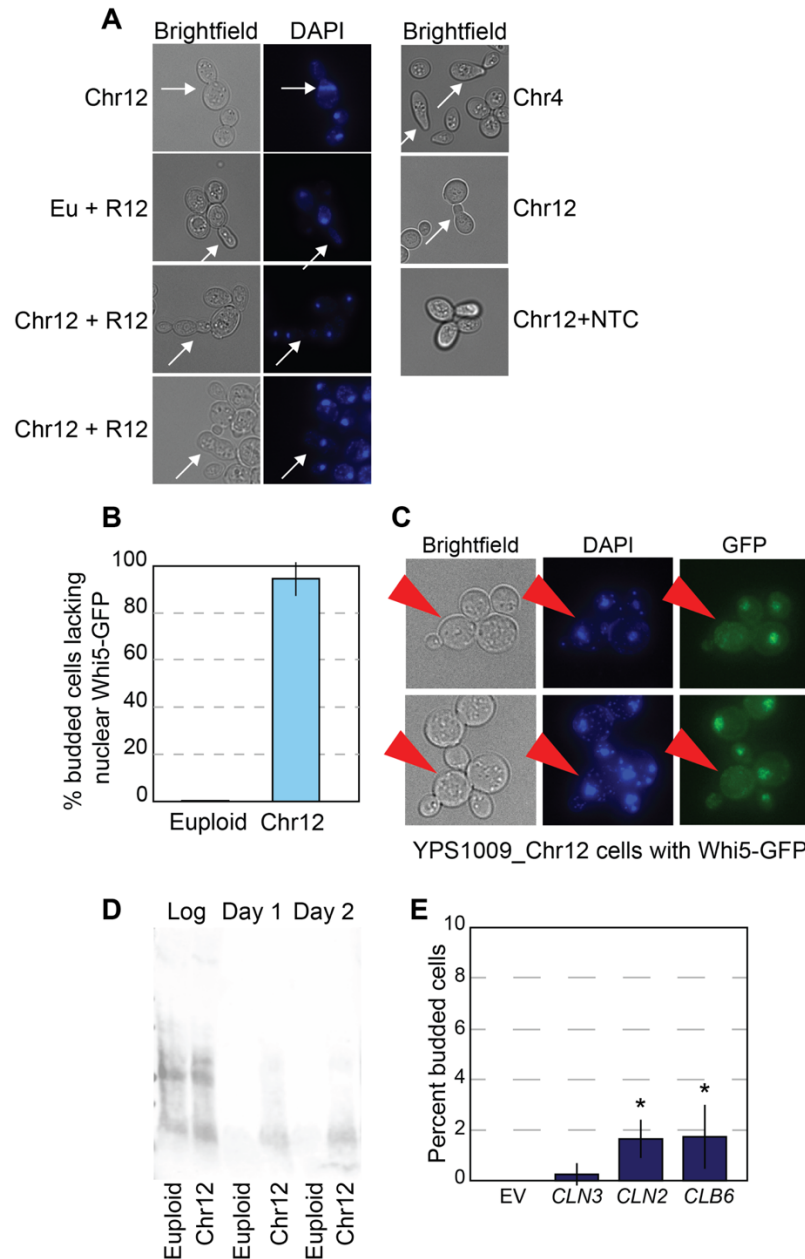 A
Brightfield DAPI
Brightfield
Chr12
Chr4
Eu + R12
Chr12
Chr12 + R12
Chr12+NTC
Chr12 + R12
B
% budded cells lacking
nuclear Whi5-GFP
100
80
60
40
20
0
Euploid Chr12
C
Brightfield DAPI GFP
YPS1009_Chr12 cells with Whi5-GFP
D
Log Day 1 Day 2
Euploid Chr12 Euploid Chr12 Euploid Chr12
E
Percent budded cells
10
8
6
4
2
0
* *
EV CLN3 CLN2 CLB6